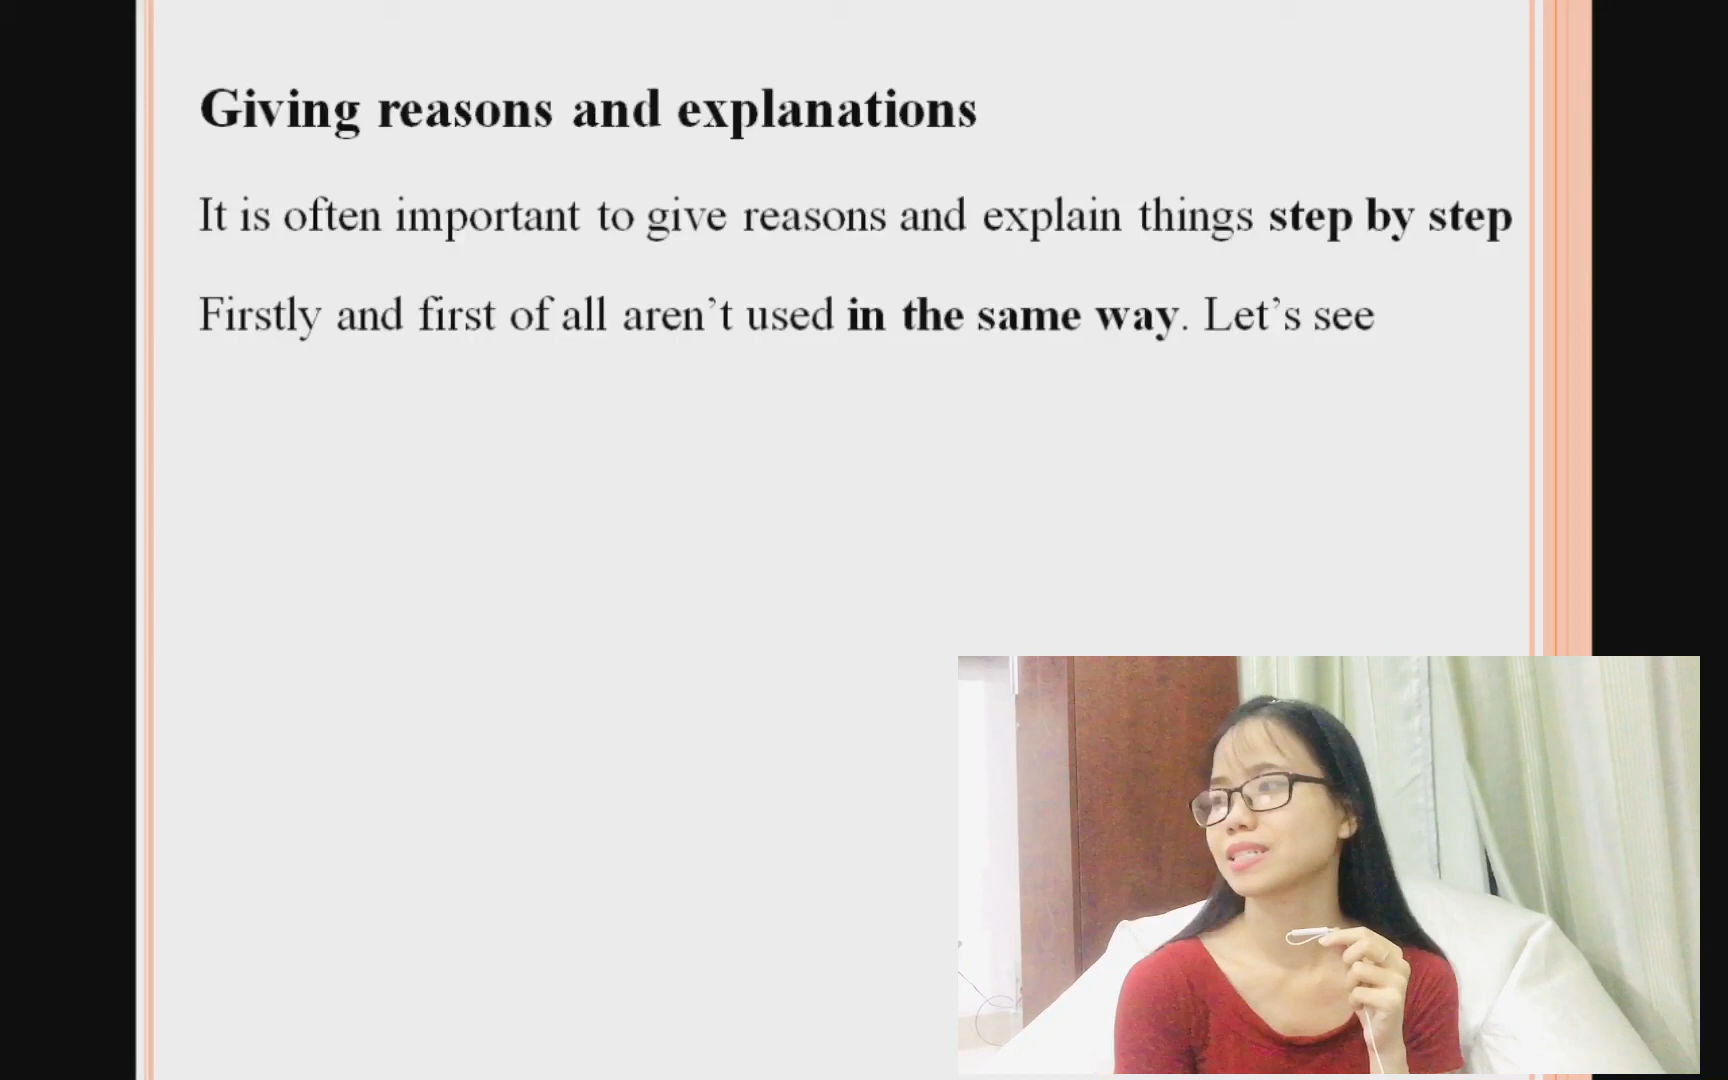 Giving reasons and explanations
It is often important to give reasons and explain things step by step
Firstly and first of all aren’t used in the same way. Let’s see